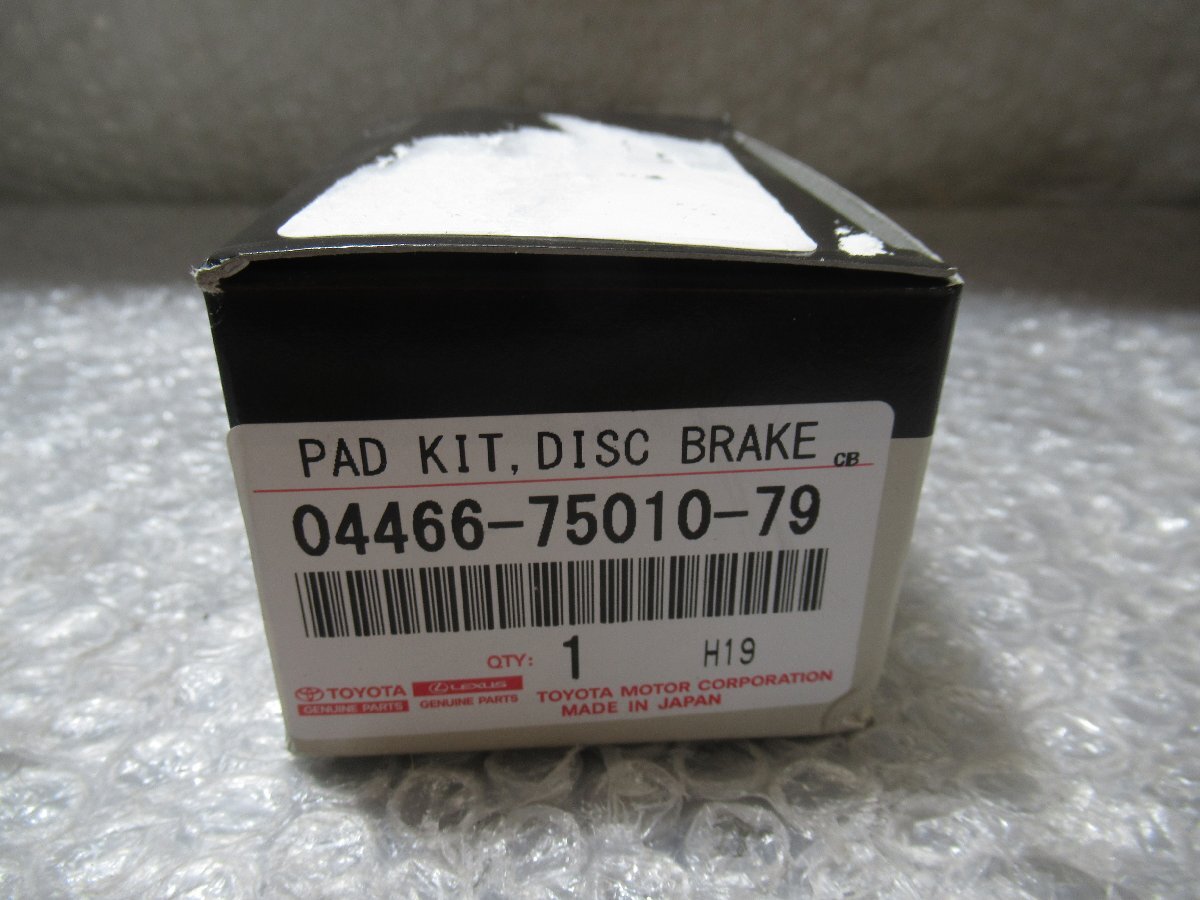 PAD KIT, DISC BRAKE CB
04466-75010-79
QTY: 1 H19
TOYOTA LEXUS TOYOTA MOTOR CORPORATION
GENUINE PARTS GENUINE PARTS MADE IN JAPAN